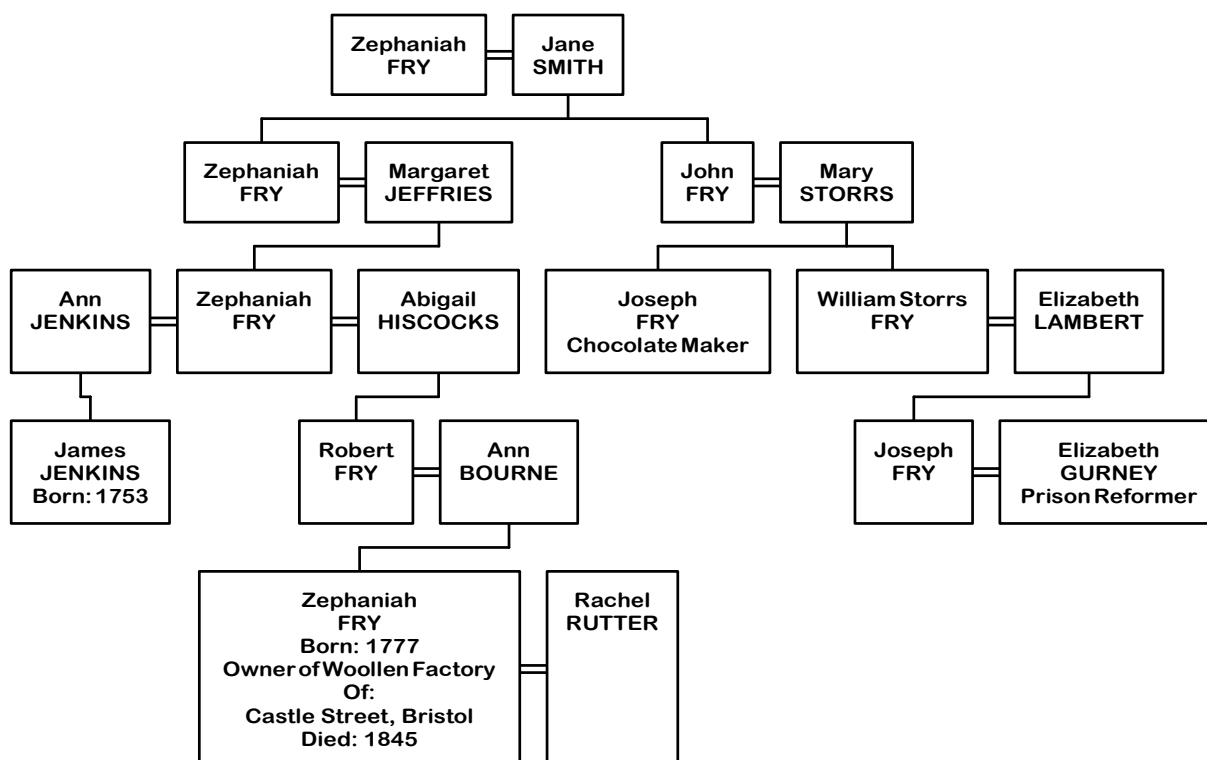 Zephaniah
FRY
Jane
SMITH
Zephaniah
FRY
Margaret
JEFFRIES
John
FRY
Mary
STORRS
Ann
JENKINS
Zephaniah
FRY
Abigail
HISCOCKS
Joseph
FRY
Chocolate Maker
William Storrs
FRY
Elizabeth
LAMBERT
James
JENKINS
Born: 1753
Robert
FRY
Ann
BOURNE
Joseph
FRY
Elizabeth
GURNEY
Prison Reformer
Zephaniah
FRY
Born: 1777
Owner of Woollen Factory
Of:
Castle Street, Bristol
Died: 1845
Rachel
RUTTER